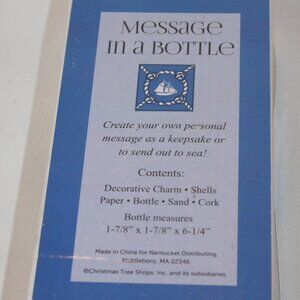 MESSAGE
IN A BOTTLE
Create your own personal
message as a keepsake or
to send out to sea!
Contents:
Decorative Charm • Shells
Paper • Bottle • Sand • Cork
Bottle measures
1-7/8" x 1-7/8" x 6-1/4"
Made in China for Nantucket Distributing,
Middleboro, MA 02346
©Christmas Tree Shops, Inc. and its subsidiaries.